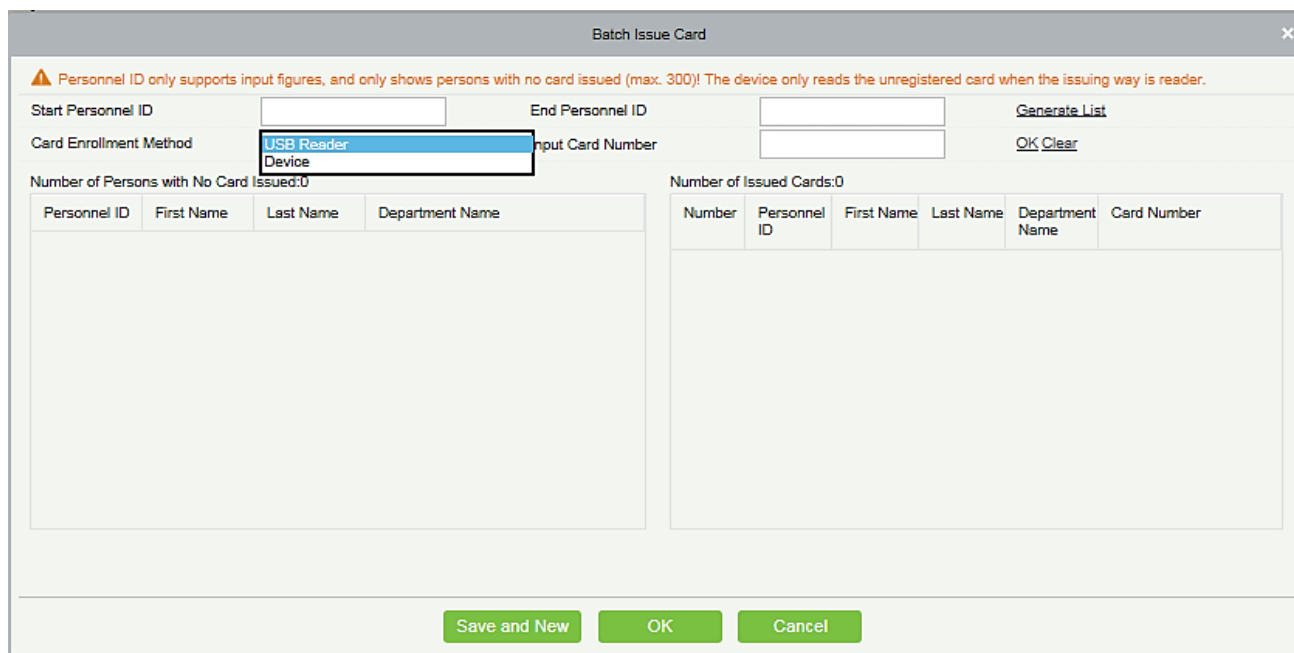 Batch Issue Card
Personnel ID only supports input figures, and only shows persons with no card issued (max. 300)! The device only reads the unregistered card when the issuing way is reader.
Start Personnel ID End Personnel ID Generate List
Card Enrollment Method USB Reader nput Card Number OK Clear
Device
Number of Persons with No Card Issued:0 Number of Issued Cards:0
Personnel ID First Name Last Name Department Name Number Personnel ID First Name Last Name Department Name Card Number
Save and New OK Cancel